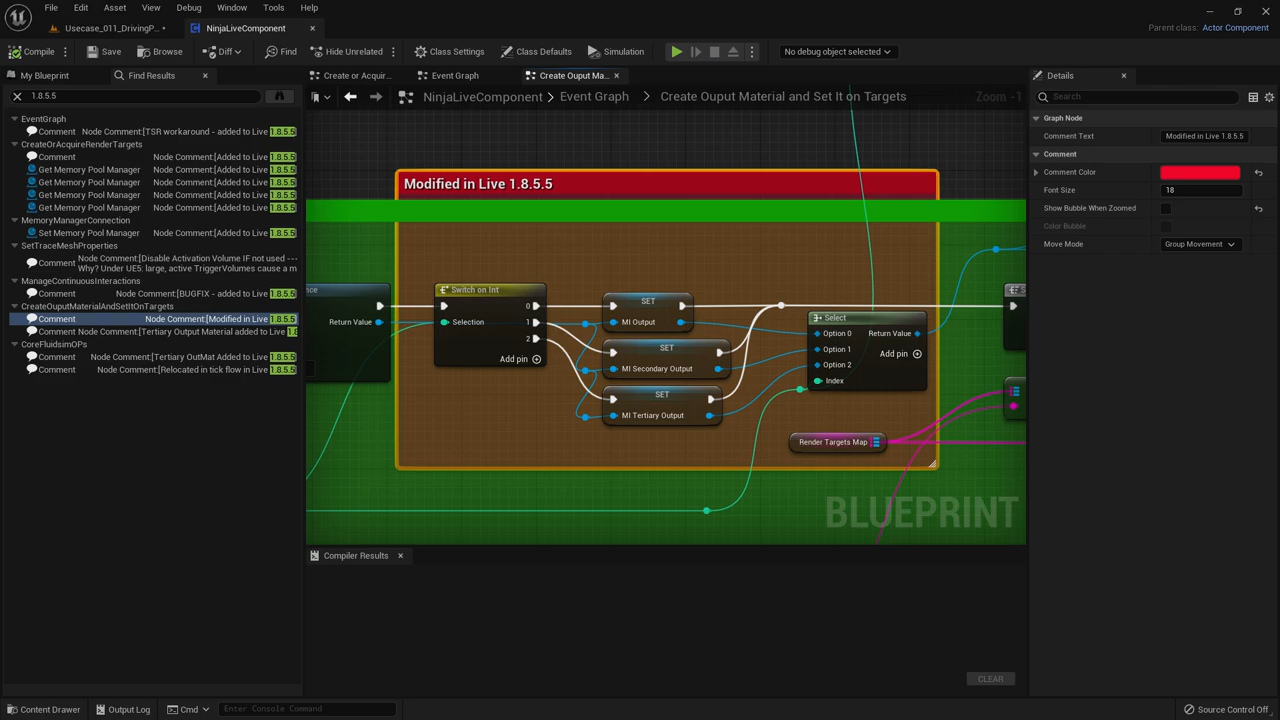 File Edit Asset View Debug Window Tools Help
Usecase_011_DrivingP... •
NinjaLiveComponent
Parent class: Actor Component
Compile Save Browse Diff Find Hide Unrelated Class Settings Class Defaults Simulation No debug object selected
My Blueprint Find Results
Create or Acquir... Event Graph Create Ouput Ma...
Details
1.8.5.5
NinjaLiveComponent > Event Graph > Create Ouput Material and Set It on Targets
Zoom -1
Search
EventGraph
Comment Node Comment:[TSR workaround - added to Live 1.8.5.5
CreateOrAcquireRenderTargets
Comment Node Comment:[Added to Live 1.8.5.5
Get Memory Pool Manager Node Comment:[Added to Live 1.8.5.5
Get Memory Pool Manager Node Comment:[Added to Live 1.8.5.5
Get Memory Pool Manager Node Comment:[Added to Live 1.8.5.5
Get Memory Pool Manager Node Comment:[Added to Live 1.8.5.5
MemoryManagerConnection
Set Memory Pool Manager Node Comment:[Added to Live 1.8.5.5
SetTraceMeshProperties
Comment Node Comment:[Disable Activation Volume IF not used ---
Why? Under UE5: large, active TriggerVolumes cause a m
ManageContinuousInteractions
Comment Node Comment:[BUGFIX - added to Live 1.8.5.5
CreateOuputMaterialAndSetItOnTargets
Comment Node Comment:[Modified in Live 1.8.5.5
Comment Node Comment:[Tertiary Output Material added to Live 1.8
CoreFluidsimOPs
Comment Node Comment:[Tertiary OutMat Added to Live 1.8.5.5
Comment Node Comment:[Relocated in tick flow in Live 1.8.5.5
Modified in Live 1.8.5.5
nce
Return Value
Switch on Int
0
Selection 1
2
Add pin
SET
MI Output
SET
MI Secondary Output
SET
MI Tertiary Output
Select
Option 0 Return Value
Option 1 Add pin
Option 2
Index
Render Targets Map
S
BLUEPRINT
Graph Node
Comment Text Modified in Live 1.8.5.5
Comment
Comment Color
Font Size 18
Show Bubble When Zoomed
Color Bubble
Move Mode Group Movement
Compiler Results
CLEAR
Content Drawer Output Log Cmd Enter Console Command
Source Control Off